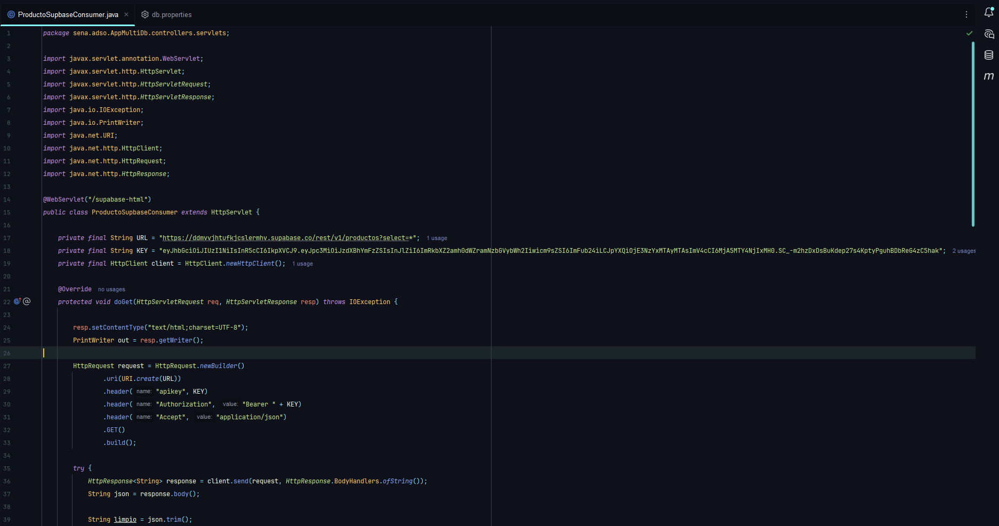 ProductoSupbaseConsumer.java
db.properties
1 package sena.adso.AppMultiDb.controllers.servlets;
2
3 import javax.servlet.annotation.WebServlet;
4 import javax.servlet.http.HttpServlet;
5 import javax.servlet.http.HttpServletRequest;
6 import javax.servlet.http.HttpServletResponse;
7 import java.io.IOException;
8 import java.io.PrintWriter;
9 import java.net.URI;
10 import java.net.http.HttpClient;
11 import java.net.http.HttpRequest;
12 import java.net.http.HttpResponse;
13
14 @WebServlet("/supabase-html")
15 public class ProductoSupbaseConsumer extends HttpServlet {
16
17 private final String URL = "https://ddmvvjhtufkjcslermhv.supabase.co/rest/v1/productos?select=*"; 1 usage
18 private final String KEY = "eyJhbGciOiJIUzI1NiIsInR5cCI6IkpXVCJ9.eyJpc3MiOiJzdXBhYmFzZSIsInJlZiI6ImRkbXZ2amh0dWZramNzbGVybWh2Iiwicm9sZSI6ImFub24iLCJpYXQiOjE3NzYxMTAyMTAsImV4cCI6MjA5MTY4NjIxMH0.SC_-m2hzDxDsBuKdep27s4KptyPguhBDbReG4zC5hak"; 2 usages
19 private final HttpClient client = HttpClient.newHttpClient(); 1 usage
20
21 @Override no usages
22 protected void doGet(HttpServletRequest req, HttpServletResponse resp) throws IOException {
23
24 resp.setContentType("text/html;charset=UTF-8");
25 PrintWriter out = resp.getWriter();
26
27 HttpRequest request = HttpRequest.newBuilder()
28 .uri(URI.create(URL))
29 .header( name: "apikey", KEY)
30 .header( name: "Authorization", value: "Bearer " + KEY)
31 .header( name: "Accept", value: "application/json")
32 .GET()
33 .build();
34
35 try {
36 HttpResponse<String> response = client.send(request, HttpResponse.BodyHandlers.ofString());
37 String json = response.body();
38
39 String limpio = json.trim();